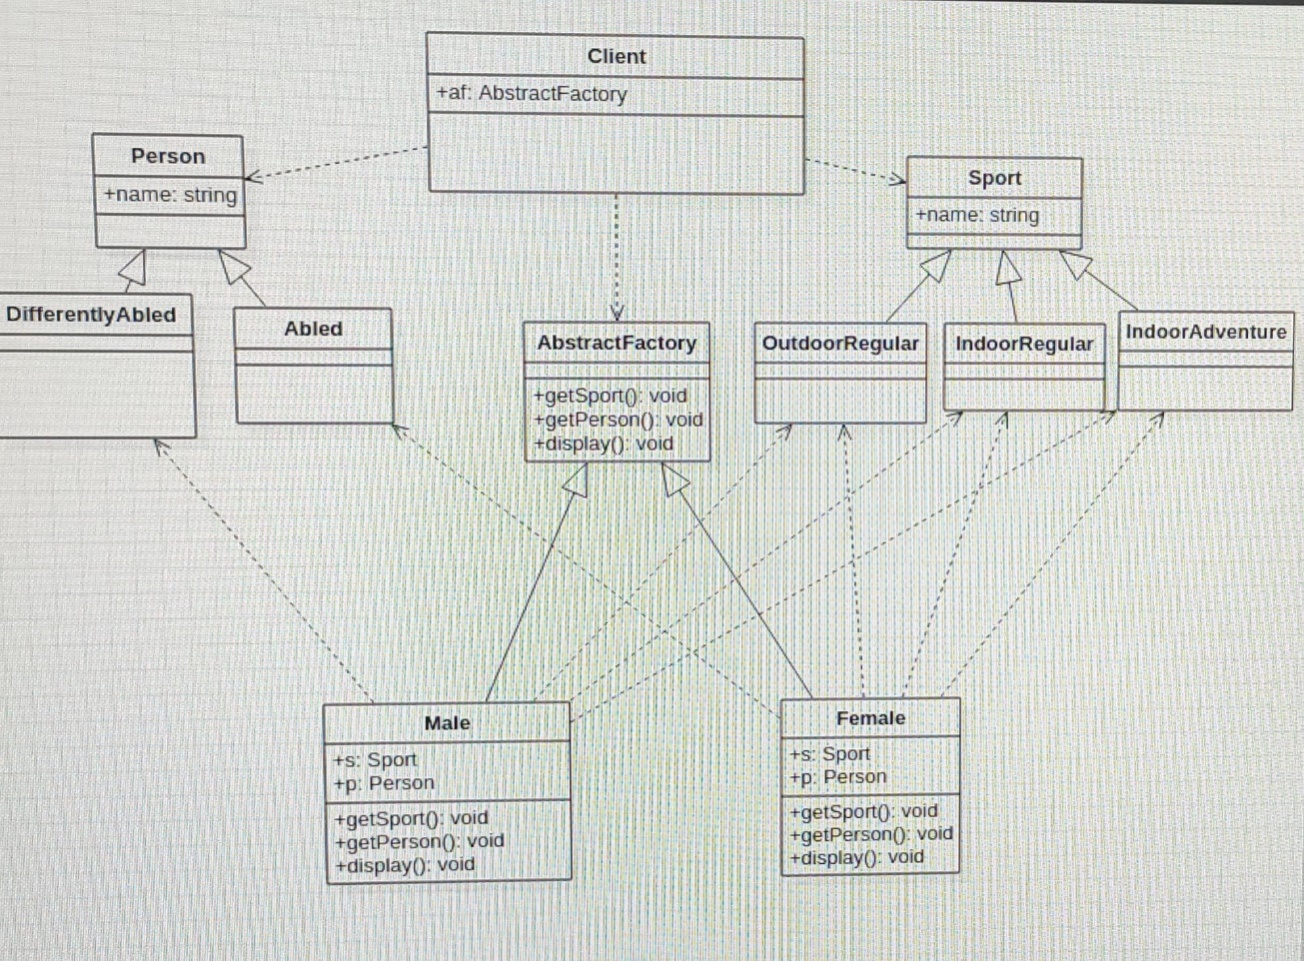 Client
+af: AbstractFactory
Person
+name: string
Sport
+name: string
DifferentlyAbled
Abled
AbstractFactory
+getSport(): void
+getPerson(): void
+display(): void
OutdoorRegular
IndoorRegular
IndoorAdventure
Male
+s: Sport
+p: Person
+getSport(): void
+getPerson(): void
+display(): void
Female
+s: Sport
+p: Person
+getSport(): void
+getPerson(): void
+display(): void